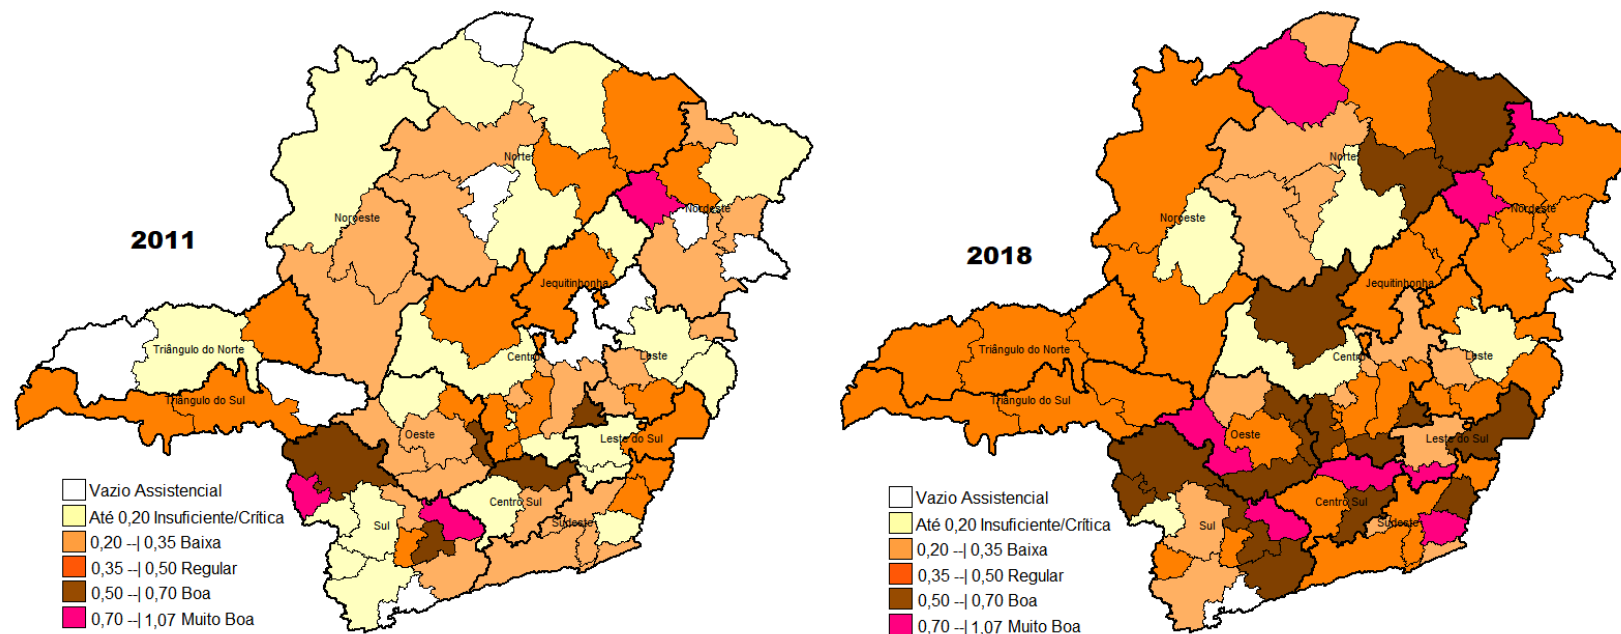 2011
Norte
Noroeste
Nordeste
Jequitinhonha
Triângulo do Norte
Centro
Leste
Triângulo do Sul
Oeste
Leste do Sul
Centro Sul
Sul
Sudeste
Vazio Assistencial
Até 0,20 Insuficiente/Crítica
0,20 --| 0,35 Baixa
0,35 --| 0,50 Regular
0,50 --| 0,70 Boa
0,70 --| 1,07 Muito Boa
2018
Norte
Noroeste
Nordeste
Jequitinhonha
Triângulo do Norte
Centro
Leste
Triângulo do Sul
Oeste
Leste do Sul
Centro Sul
Sul
Sudeste
Vazio Assistencial
Até 0,20 Insuficiente/Crítica
0,20 --| 0,35 Baixa
0,35 --| 0,50 Regular
0,50 --| 0,70 Boa
0,70 --| 1,07 Muito Boa